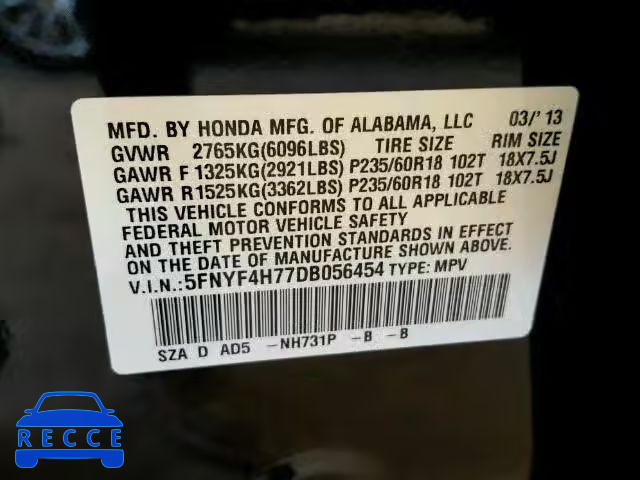 MFD. BY HONDA MFG. OF ALABAMA, LLC 03/'13
GVWR 2765KG(6096LBS) TIRE SIZE RIM SIZE
GAWR F 1325KG(2921LBS) P235/60R18 102T 18X7.5J
GAWR R 1525KG(3362LBS) P235/60R18 102T 18X7.5J
THIS VEHICLE CONFORMS TO ALL APPLICABLE
FEDERAL MOTOR VEHICLE SAFETY
AND THEFT PREVENTION STANDARDS IN EFFECT
ON THE DATE OF MANUFACTURE SHOWN ABOVE.
V.I.N.:5FNYF4H77DB056454 TYPE: MPV
SZA D AD5 -NH731P -B -B
RECCE